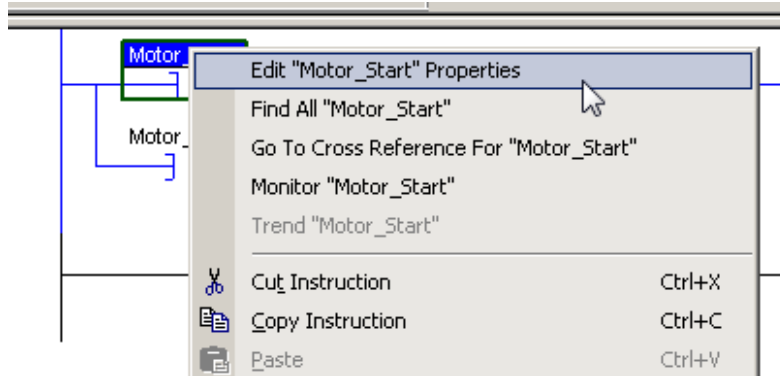 Motor_
Edit "Motor_Start" Properties
Find All "Motor_Start"
Motor_
Go To Cross Reference For "Motor_Start"
Monitor "Motor_Start"
Trend "Motor_Start"
Cut Instruction Ctrl+X
Copy Instruction Ctrl+C
Paste Ctrl+V